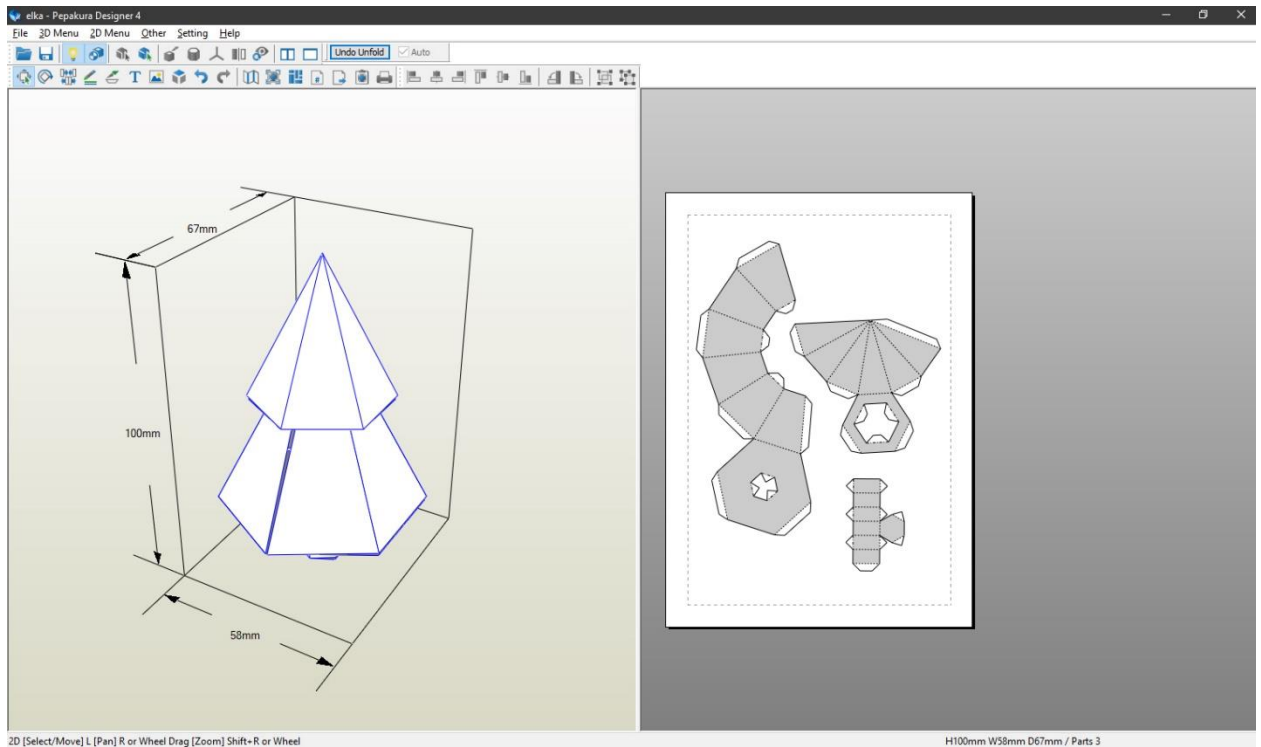 elka - Pepakura Designer 4
File 3D Menu 2D Menu Other Setting Help
Undo Unfold Auto
T
67mm
100mm
58mm
2D [Select/Move] L [Pan] R or Wheel Drag [Zoom] Shift+R or Wheel
H100mm W58mm D67mm / Parts 3